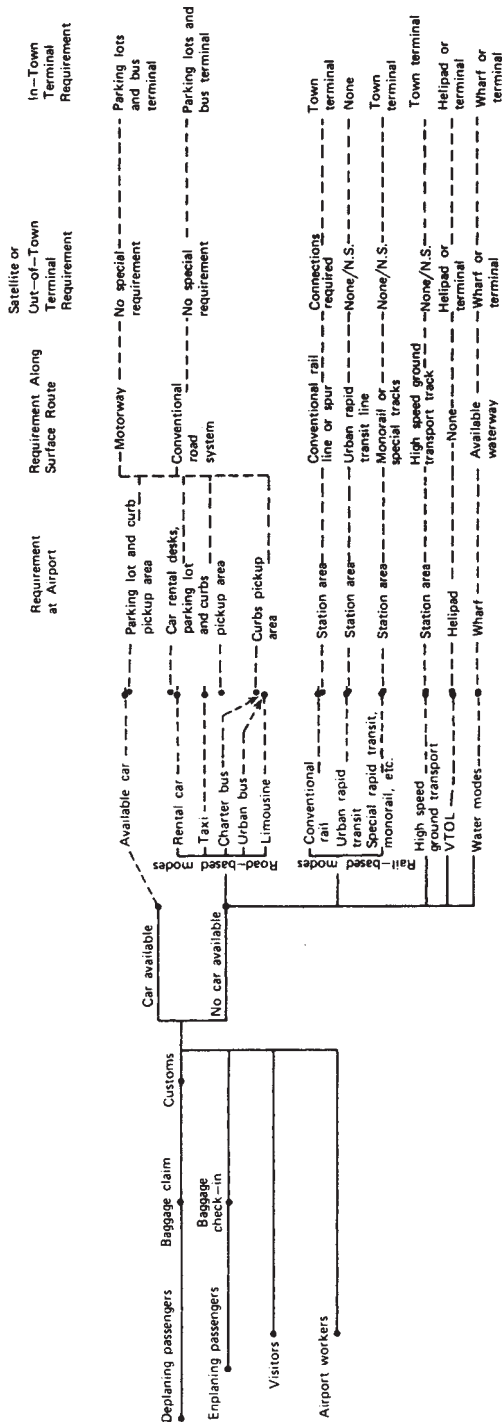 Requirement
at Airport
Requirement Along
Surface Route
Satellite or
Out-of-Town
Terminal
Requirement
In-Town
Terminal
Requirement
Deplaning passengers
Baggage claim
Customs
Enplaning passengers
Baggage
check-in
Visitors
Airport workers
Car available
No car available
Available car
Parking lot and curb
pickup area
Motorway
No special
requirement
Parking lots
and bus
terminal
Road-based modes
Rental car
Car rental desks,
parking lot
Taxi
and curbs
Charter bus
pickup area
Urban bus
Curbs pickup
area
Limousine
Conventional
road
system
No special
requirement
Parking lots and
bus terminal
Rail-based modes
Conventional
rail
Station area
Conventional rail
line or spur
Connections
required
Town
terminal
Urban rapid
transit
Station area
Urban rapid
transit line
None/N.S.
None
Special rapid transit,
monorail, etc.
Station area
Monorail or
special tracks
None/N.S.
Town
terminal
High speed
ground transport
Station area
High speed ground
transport track
None/N.S.
Town terminal
VTOL
Helipad
None
Helipad or
terminal
Helipad or
terminal
Water modes
Wharf
Available
waterway
Wharf or
terminal
Wharf or
terminal